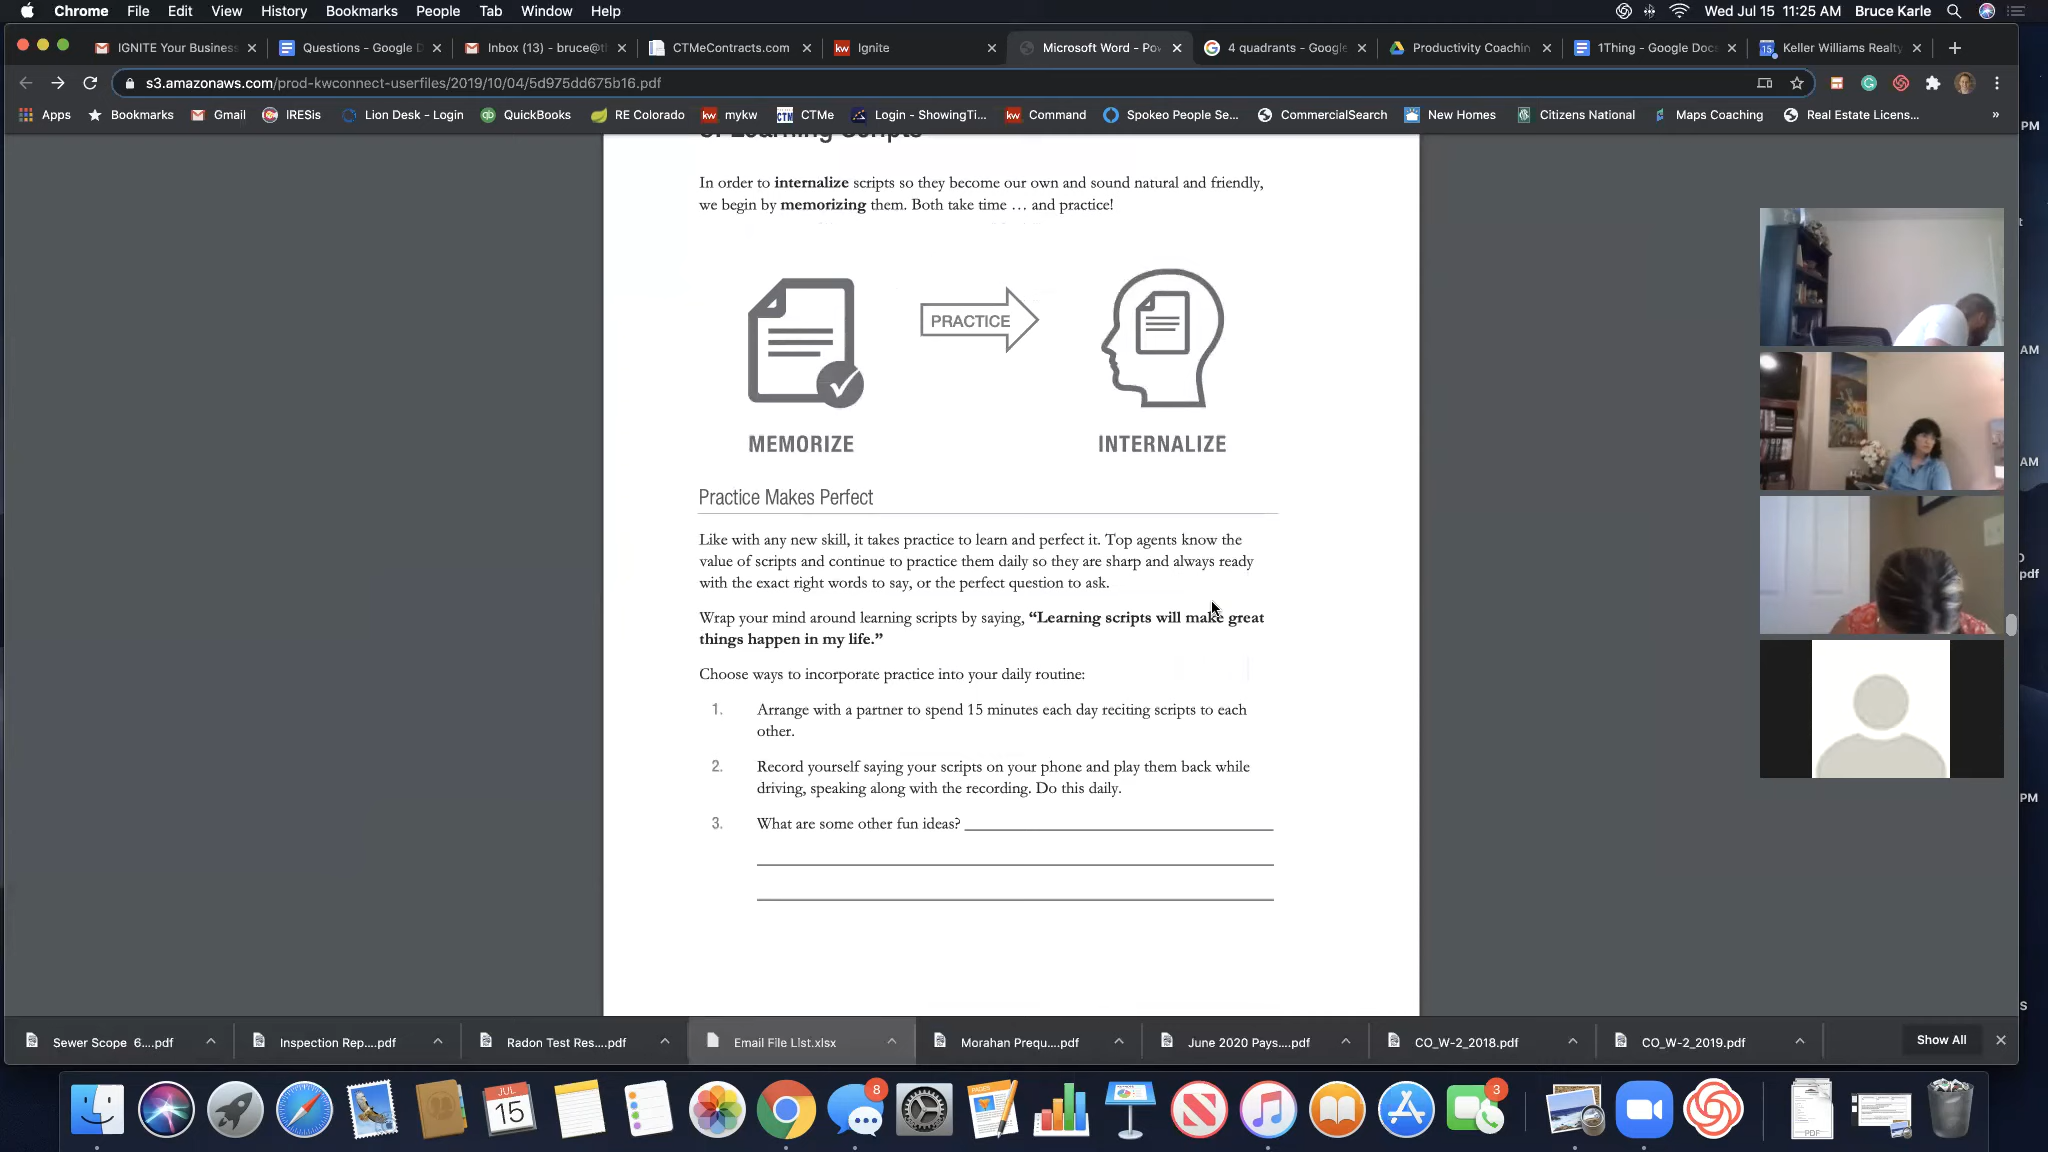 Chrome File Edit View History Bookmarks People Tab Window Help
Wed Jul 15 11:25 AM Bruce Karle
IGNITE Your Business
Questions - Google D
Inbox (13) - bruce@th
CTMeContracts.com
Ignite
Microsoft Word - Pow
4 quadrants - Google
Productivity Coachin
1Thing - Google Docs
Keller Williams Realty
s3.amazonaws.com/prod-kwconnect-userfiles/2019/10/04/5d975dd675b16.pdf
Apps Bookmarks Gmail IRESis Lion Desk - Login QuickBooks RE Colorado mykw CTMe Login - ShowingTi... Command Spokeo People Se... CommercialSearch New Homes Citizens National Maps Coaching Real Estate Licens... »
In order to internalize scripts so they become our own and sound natural and friendly,
we begin by memorizing them. Both take time … and practice!
PRACTICE
MEMORIZE
INTERNALIZE
Practice Makes Perfect
Like with any new skill, it takes practice to learn and perfect it. Top agents know the
value of scripts and continue to practice them daily so they are sharp and always ready
with the exact right words to say, or the perfect question to ask.
Wrap your mind around learning scripts by saying, “Learning scripts will make great
things happen in my life.”
Choose ways to incorporate practice into your daily routine:
1. Arrange with a partner to spend 15 minutes each day reciting scripts to each
other.
2. Record yourself saying your scripts on your phone and play them back while
driving, speaking along with the recording. Do this daily.
3. What are some other fun ideas?
PM
AM
AM
pdf
PM
S
Sewer Scope 6....pdf
Inspection Rep....pdf
Radon Test Res....pdf
Email File LIst.xlsx
Morahan Prequ....pdf
June 2020 Pays....pdf
CO_W-2_2018.pdf
CO_W-2_2019.pdf
Show All
JUL
15
8
PAGES
3
PDF